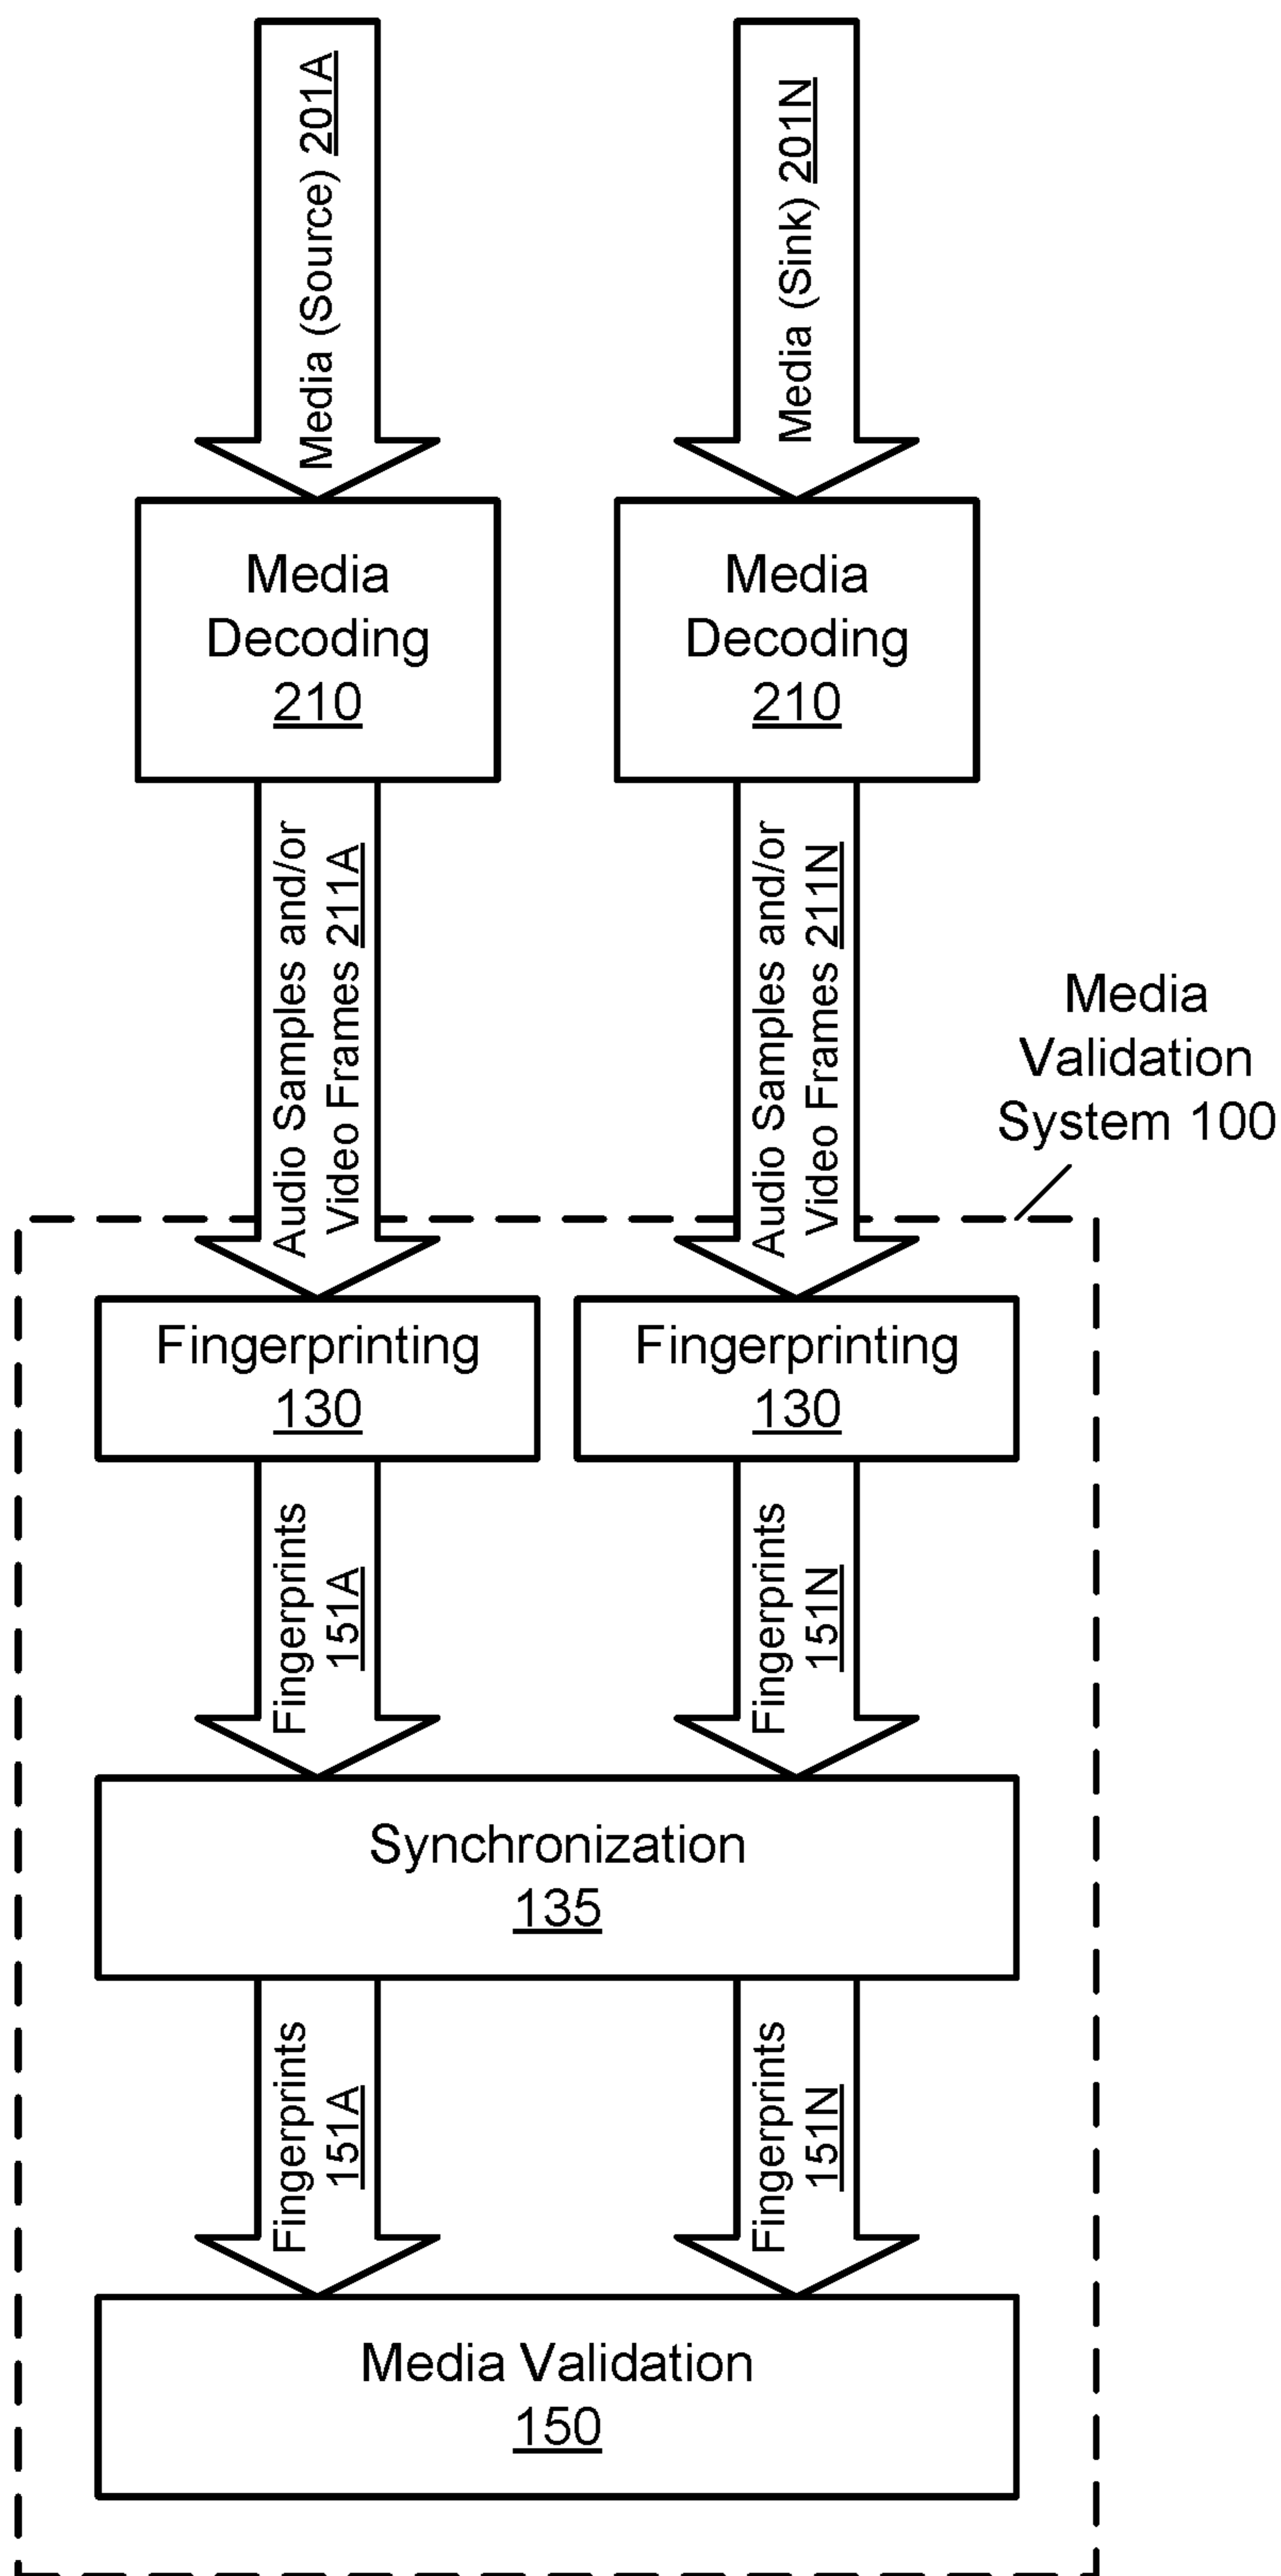 Media (Source) 201A
Media (Sink) 201N
Media
Decoding
210
Media
Decoding
210
Audio Samples and/or
Video Frames 211A
Audio Samples and/or
Video Frames 211N
Media
Validation
System 100
Fingerprinting
130
Fingerprinting
130
Fingerprints
151A
Fingerprints
151N
Synchronization
135
Fingerprints
151A
Fingerprints
151N
Media Validation
150